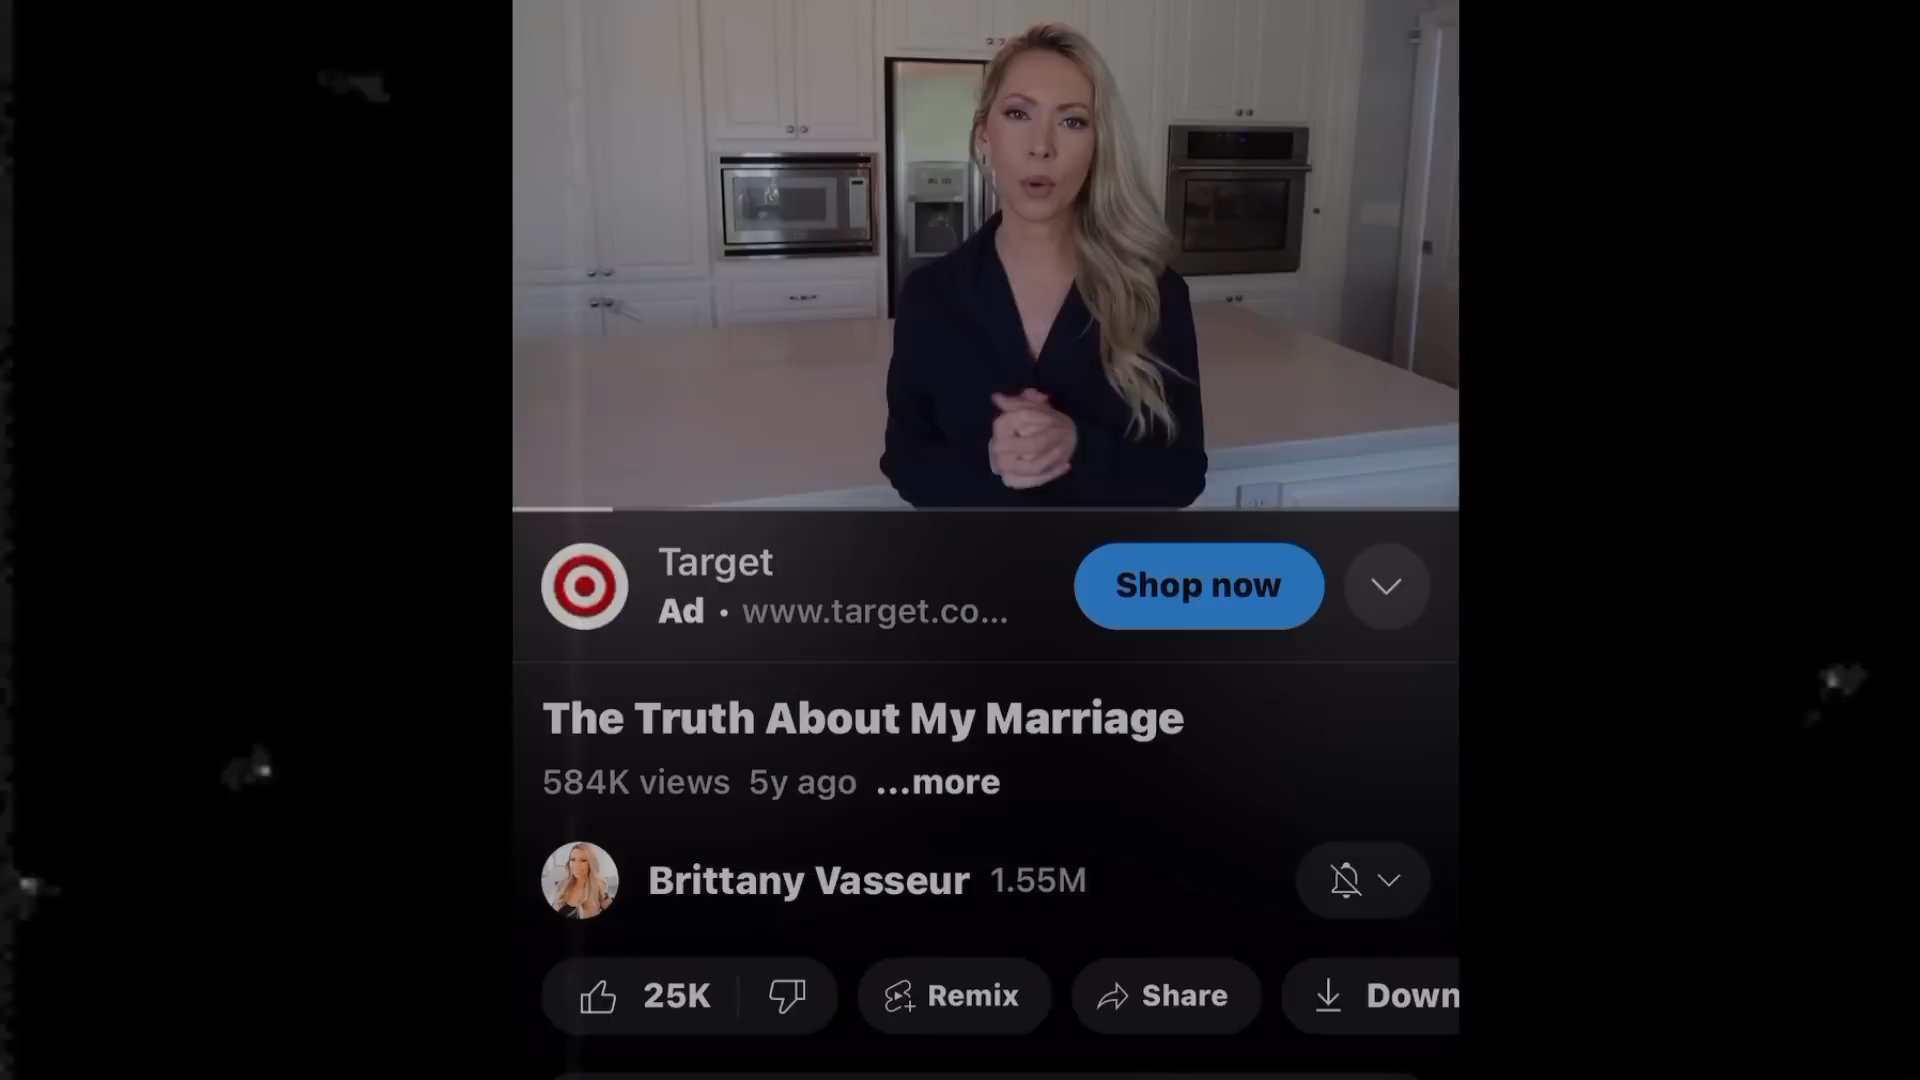 Target
Shop now
Ad • www.target.co...
The Truth About My Marriage
584K views 5y ago ...more
Brittany Vasseur 1.55M
25K
Remix
Share
Down